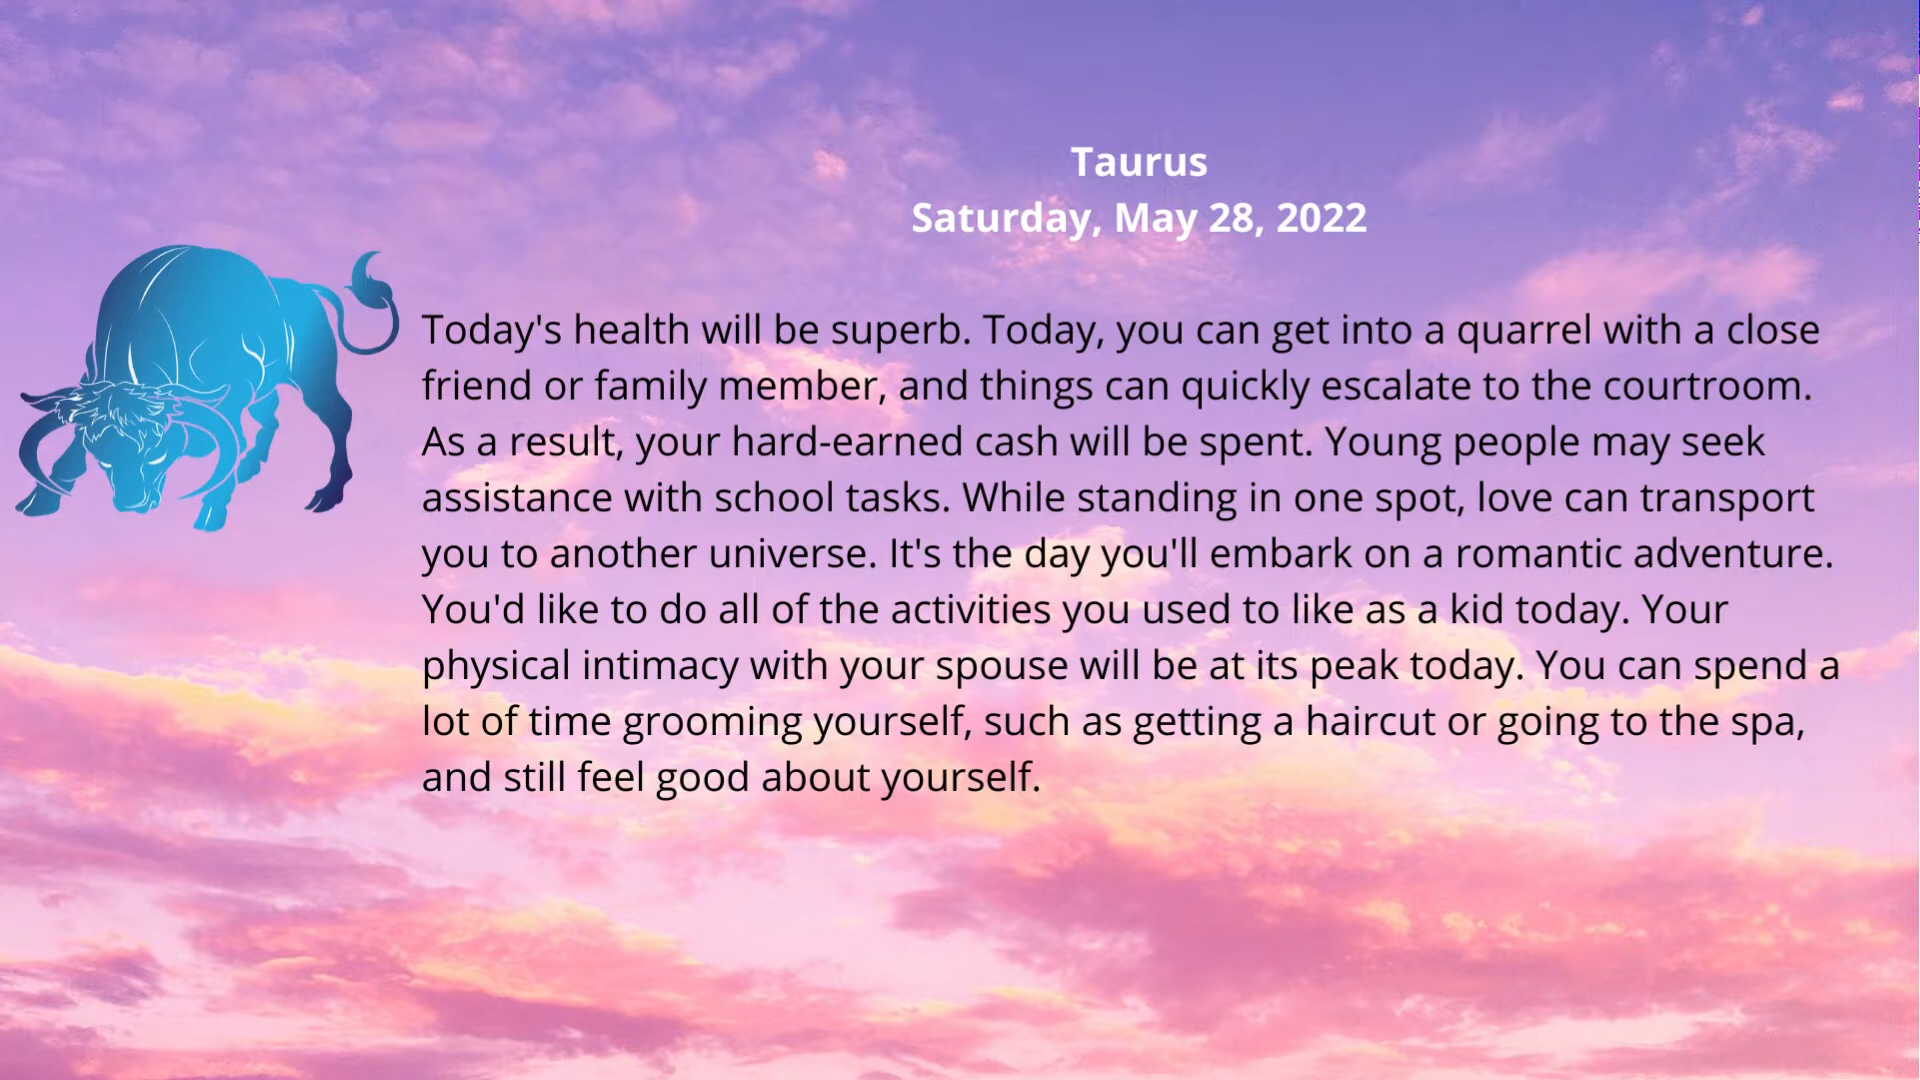 Taurus
Saturday, May 28, 2022
Today's health will be superb. Today, you can get into a quarrel with a close
friend or family member, and things can quickly escalate to the courtroom.
As a result, your hard-earned cash will be spent. Young people may seek
assistance with school tasks. While standing in one spot, love can transport
you to another universe. It's the day you'll embark on a romantic adventure.
You'd like to do all of the activities you used to like as a kid today. Your
physical intimacy with your spouse will be at its peak today. You can spend a
lot of time grooming yourself, such as getting a haircut or going to the spa,
and still feel good about yourself.